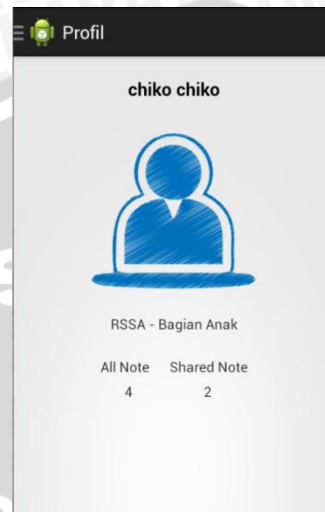 Profil
chiko chiko
RSSA - Bagian Anak
All Note Shared Note
4 2